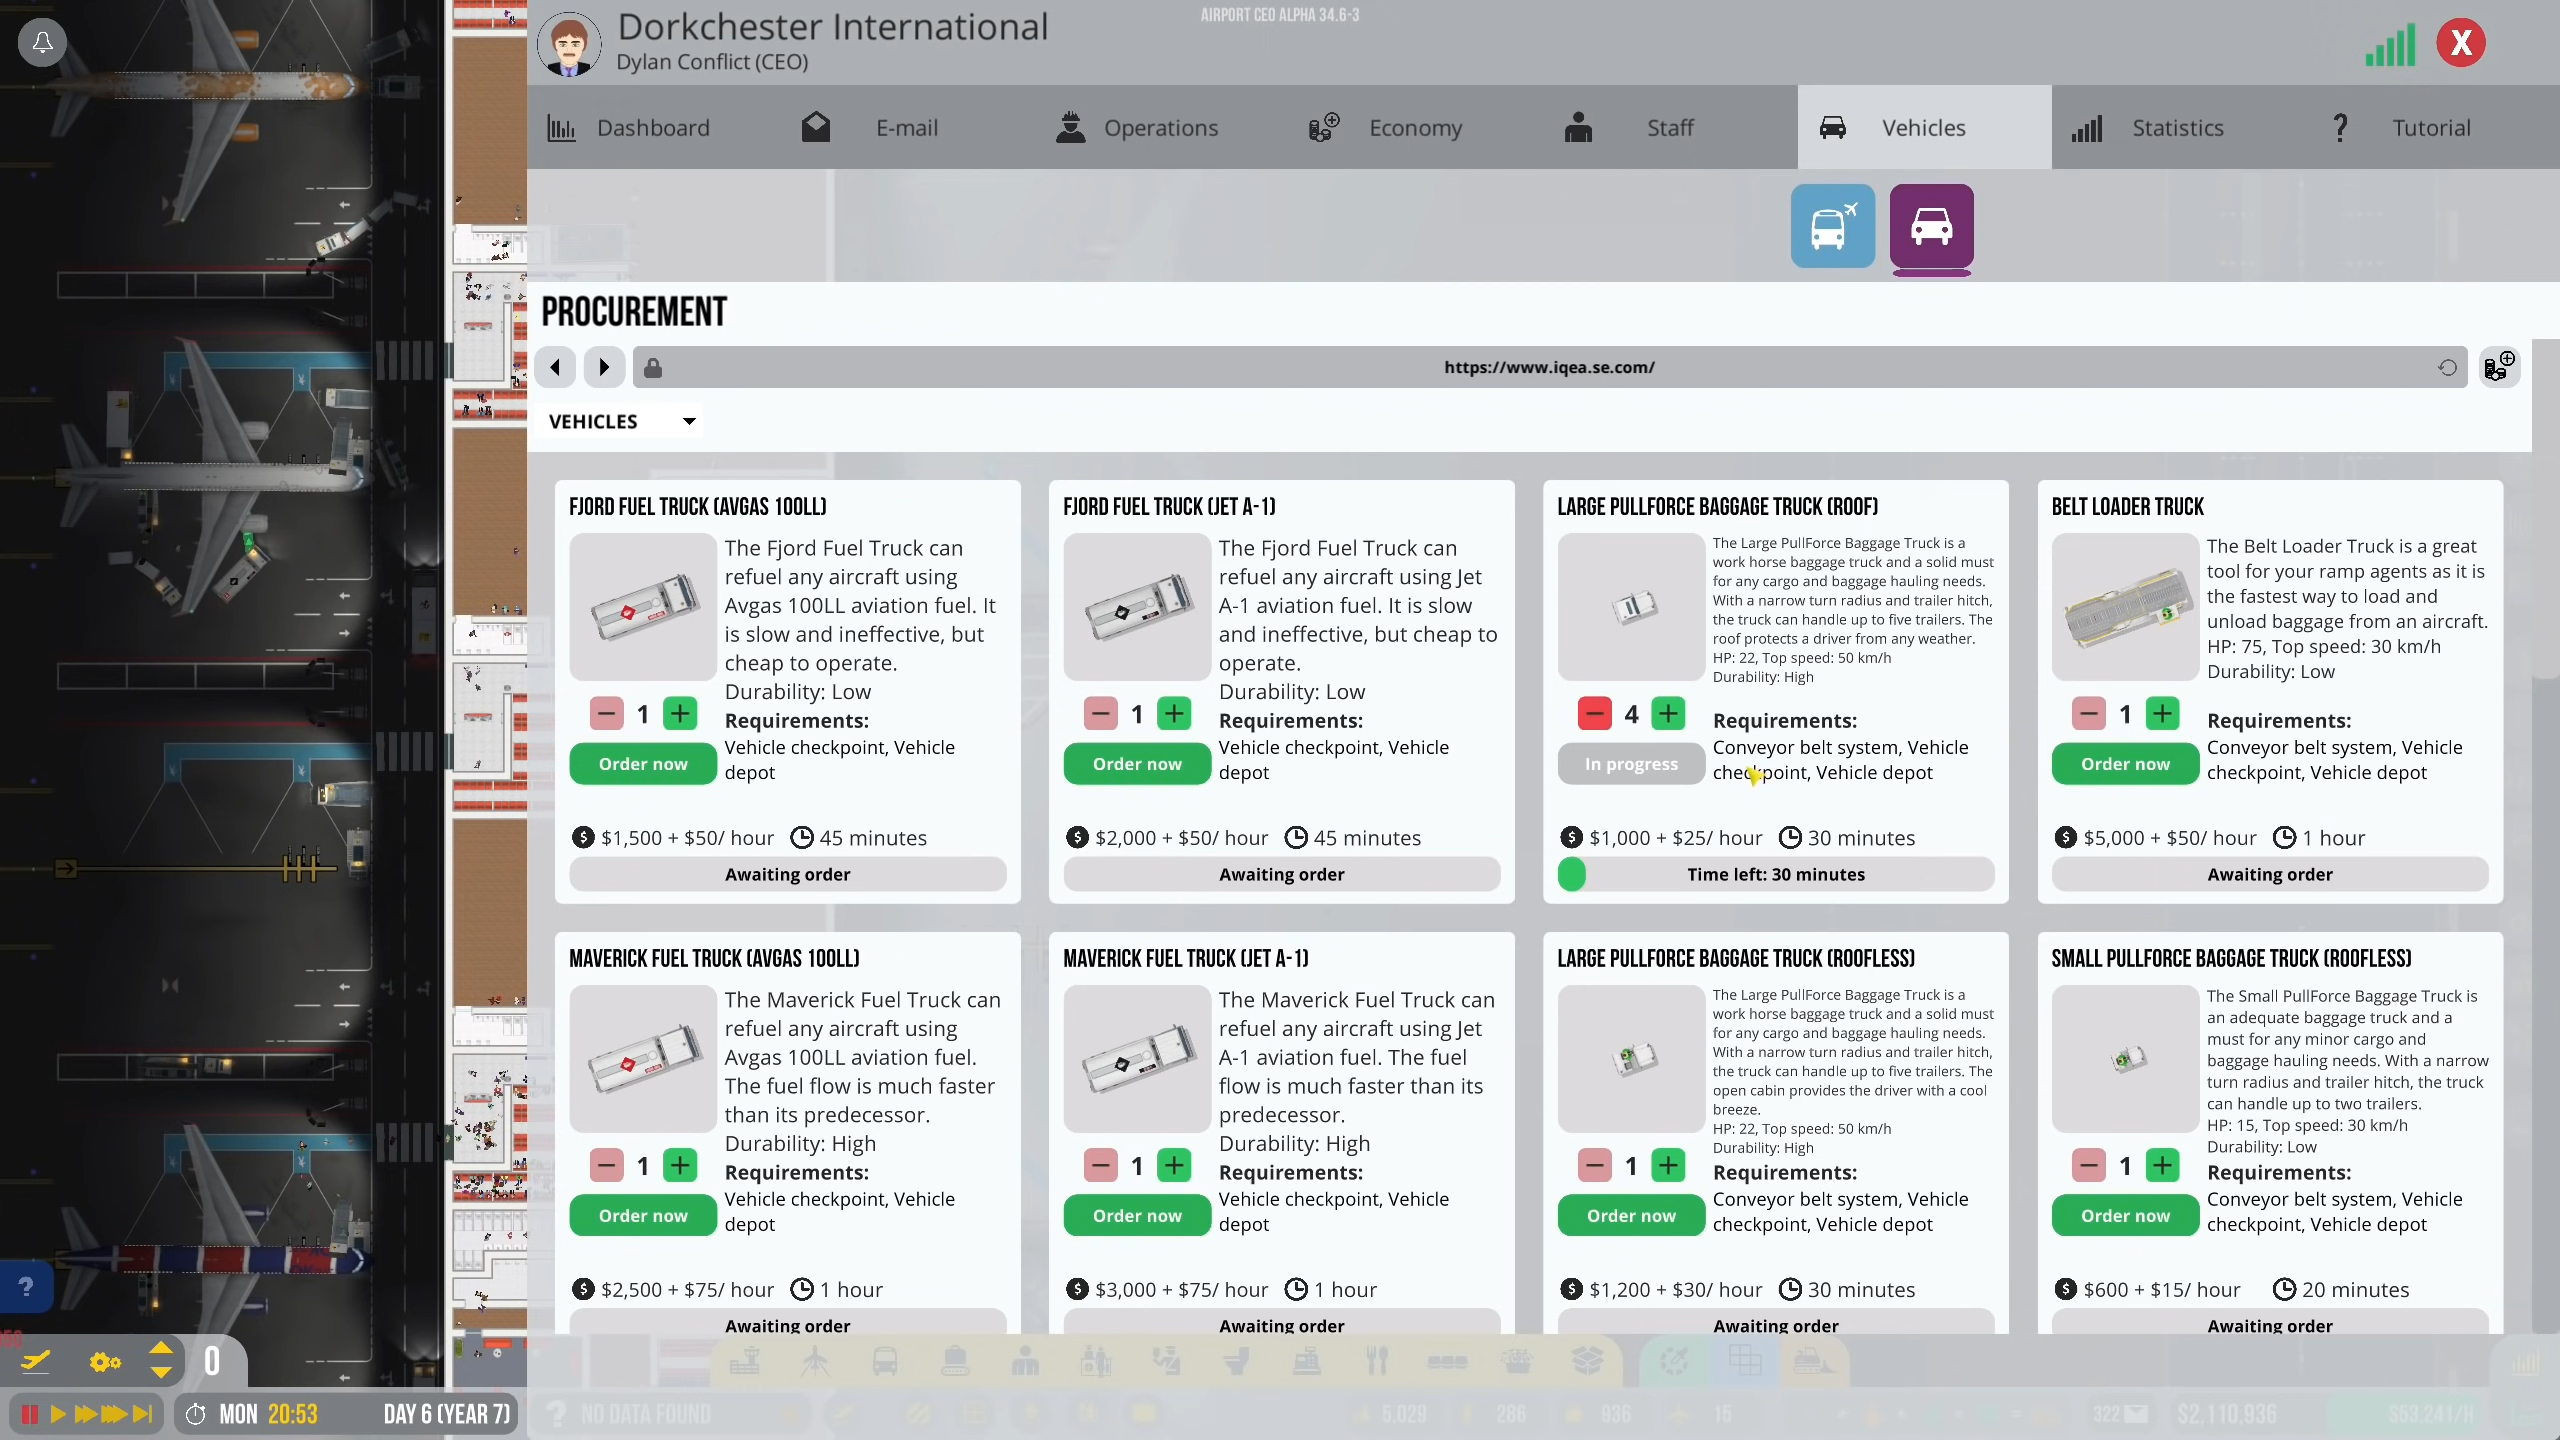 AIRPORT CEO ALPHA 34.6-3
Dorkchester International
Dylan Conflict (CEO)
X
Dashboard
E-mail
Operations
Economy
Staff
Vehicles
Statistics
? Tutorial
PROCUREMENT
https://www.iqea.se.com/
VEHICLES
FJORD FUEL TRUCK (AVGAS 100LL)
The Fjord Fuel Truck can
refuel any aircraft using
Avgas 100LL aviation fuel. It
is slow and ineffective, but
cheap to operate.
Durability: Low
Requirements:
Vehicle checkpoint, Vehicle
depot
1
Order now
$1,500 + $50/ hour
45 minutes
Awaiting order
FJORD FUEL TRUCK (JET A-1)
The Fjord Fuel Truck can
refuel any aircraft using Jet
A-1 aviation fuel. It is slow
and ineffective, but cheap to
operate.
Durability: Low
Requirements:
Vehicle checkpoint, Vehicle
depot
1
Order now
$2,000 + $50/ hour
45 minutes
Awaiting order
LARGE PULLFORCE BAGGAGE TRUCK (ROOF)
The Large PullForce Baggage Truck is a
work horse baggage truck and a solid must
for any cargo and baggage hauling needs.
With a narrow turn radius and trailer hitch,
the truck can handle up to five trailers. The
roof protects a driver from any weather.
HP: 22, Top speed: 50 km/h
Durability: High
Requirements:
Conveyor belt system, Vehicle
checkpoint, Vehicle depot
4
In progress
$1,000 + $25/ hour
30 minutes
Time left: 30 minutes
BELT LOADER TRUCK
The Belt Loader Truck is a great
tool for your ramp agents as it is
the fastest way to load and
unload baggage from an aircraft.
HP: 75, Top speed: 30 km/h
Durability: Low
Requirements:
Conveyor belt system, Vehicle
checkpoint, Vehicle depot
1
Order now
$5,000 + $50/ hour
1 hour
Awaiting order
MAVERICK FUEL TRUCK (AVGAS 100LL)
The Maverick Fuel Truck can
refuel any aircraft using
Avgas 100LL aviation fuel.
The fuel flow is much faster
than its predecessor.
Durability: High
Requirements:
Vehicle checkpoint, Vehicle
depot
1
Order now
$2,500 + $75/ hour
1 hour
Awaiting order
MAVERICK FUEL TRUCK (JET A-1)
The Maverick Fuel Truck can
refuel any aircraft using Jet
A-1 aviation fuel. The fuel
flow is much faster than its
predecessor.
Durability: High
Requirements:
Vehicle checkpoint, Vehicle
depot
1
Order now
$3,000 + $75/ hour
1 hour
Awaiting order
LARGE PULLFORCE BAGGAGE TRUCK (ROOFLESS)
The Large PullForce Baggage Truck is a
work horse baggage truck and a solid must
for any cargo and baggage hauling needs.
With a narrow turn radius and trailer hitch,
the truck can handle up to five trailers. The
open cabin provides the driver with a cool
breeze.
HP: 22, Top speed: 50 km/h
Durability: High
Requirements:
Conveyor belt system, Vehicle
checkpoint, Vehicle depot
1
Order now
$1,200 + $30/ hour
30 minutes
Awaiting order
SMALL PULLFORCE BAGGAGE TRUCK (ROOFLESS)
The Small PullForce Baggage Truck is
an adequate baggage truck and a
must for any minor cargo and
baggage hauling needs. With a narrow
turn radius and trailer hitch, the truck
can handle up to two trailers.
HP: 15, Top speed: 30 km/h
Durability: Low
Requirements:
Conveyor belt system, Vehicle
checkpoint, Vehicle depot
1
Order now
$600 + $15/ hour
20 minutes
Awaiting order
?
0
MON 20:53
DAY 6 (YEAR 7)
? NO DATA FOUND
5,029
286
936
15
322
$2,110,936
$53,241/H